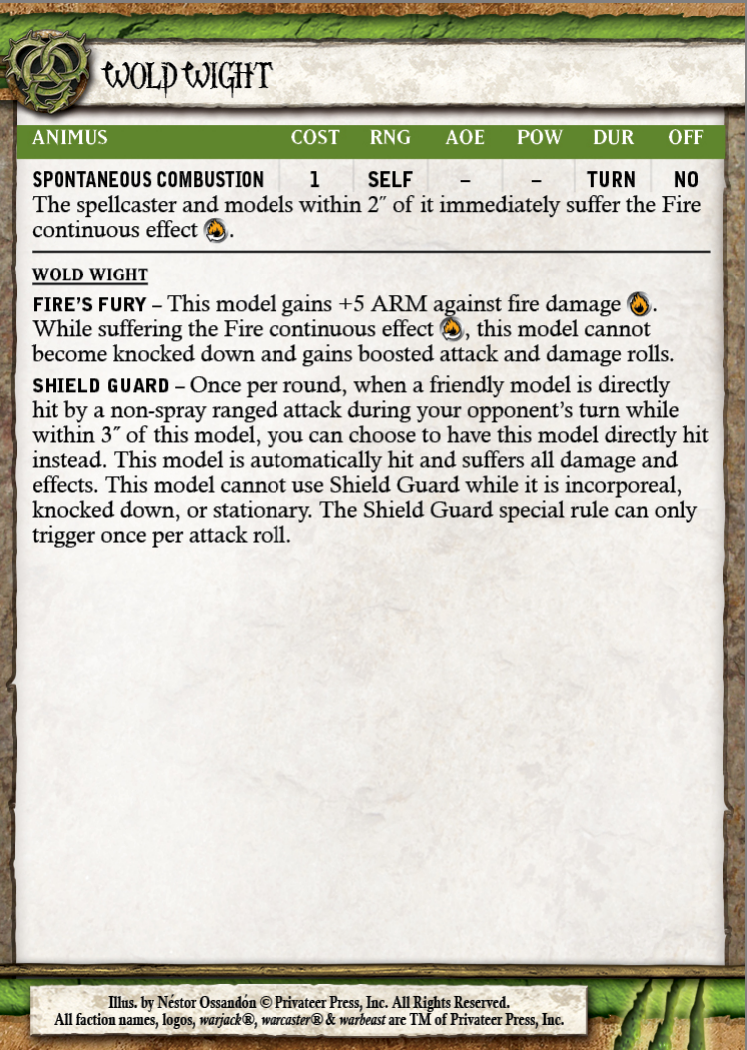 WOLD WIGHT
ANIMUS COST RNG AOE POW DUR OFF
SPONTANEOUS COMBUSTION 1 SELF – – TURN NO
The spellcaster and models within 2˝ of it immediately suffer the Fire
continuous effect .
WOLD WIGHT
FIRE'S FURY – This model gains +5 ARM against fire damage .
While suffering the Fire continuous effect , this model cannot
become knocked down and gains boosted attack and damage rolls.
SHIELD GUARD – Once per round, when a friendly model is directly
hit by a non-spray ranged attack during your opponent's turn while
within 3˝ of this model, you can choose to have this model directly hit
instead. This model is automatically hit and suffers all damage and
effects. This model cannot use Shield Guard while it is incorporeal,
knocked down, or stationary. The Shield Guard special rule can only
trigger once per attack roll.
Illus. by Néstor Ossandón © Privateer Press, Inc. All Rights Reserved.
All faction names, logos, warjack®, warcaster® & warbeast are TM of Privateer Press, Inc.